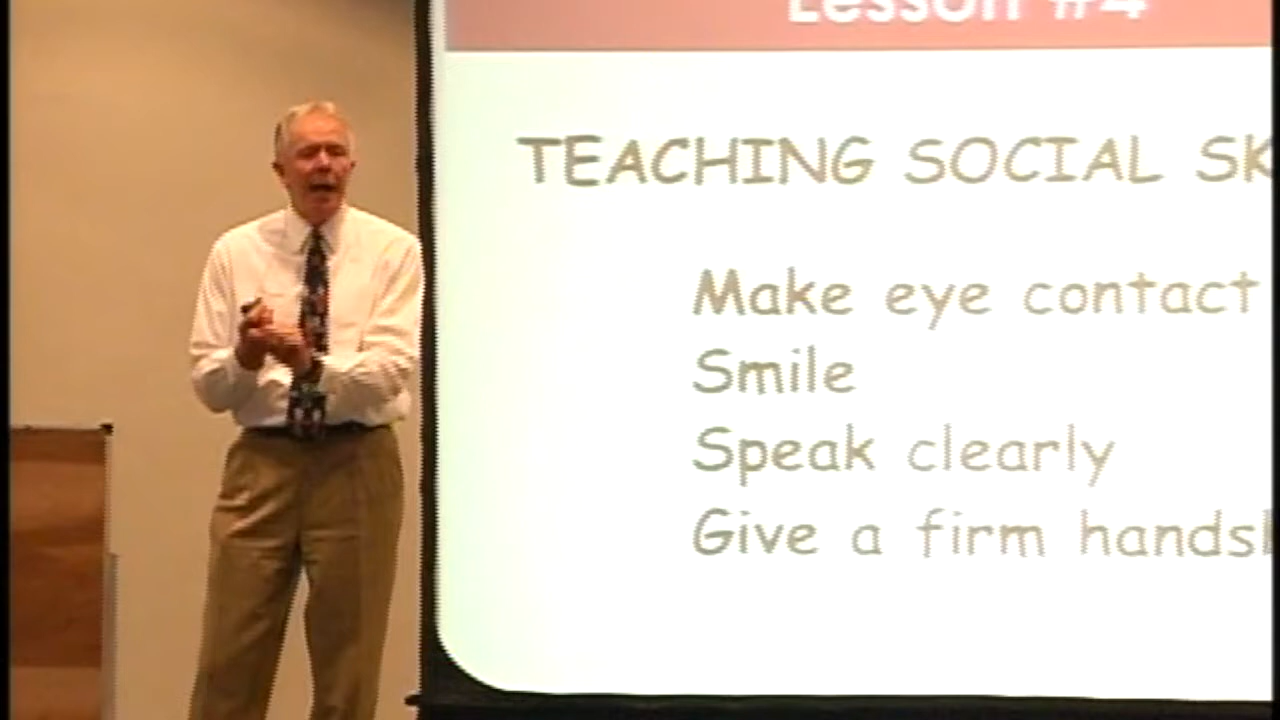 Lesson #4
TEACHING SOCIAL SK
Make eye contact
Smile
Speak clearly
Give a firm hands